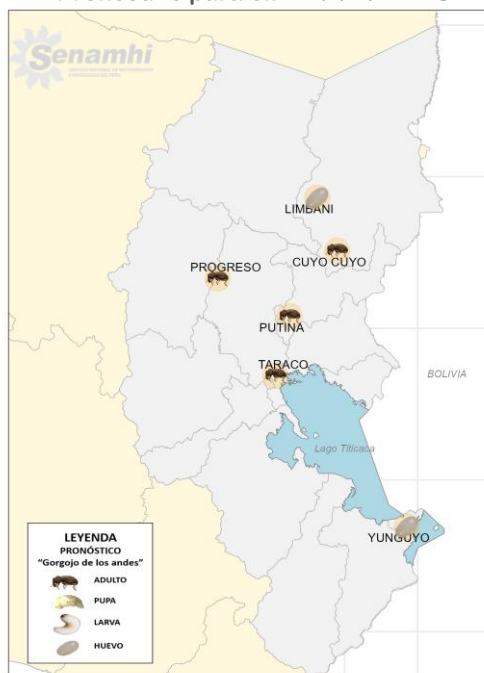 Senamhi
LIMBANI
CUYO CUYO
PROGRESO
PUTINA
TARACO
BOLIVIA
Lago Titicaca
YUNGUYO
LEYENDA
PRONÓSTICO
"Gorgojo de los andes"
ADULTO
PUPA
LARVA
HUEVO